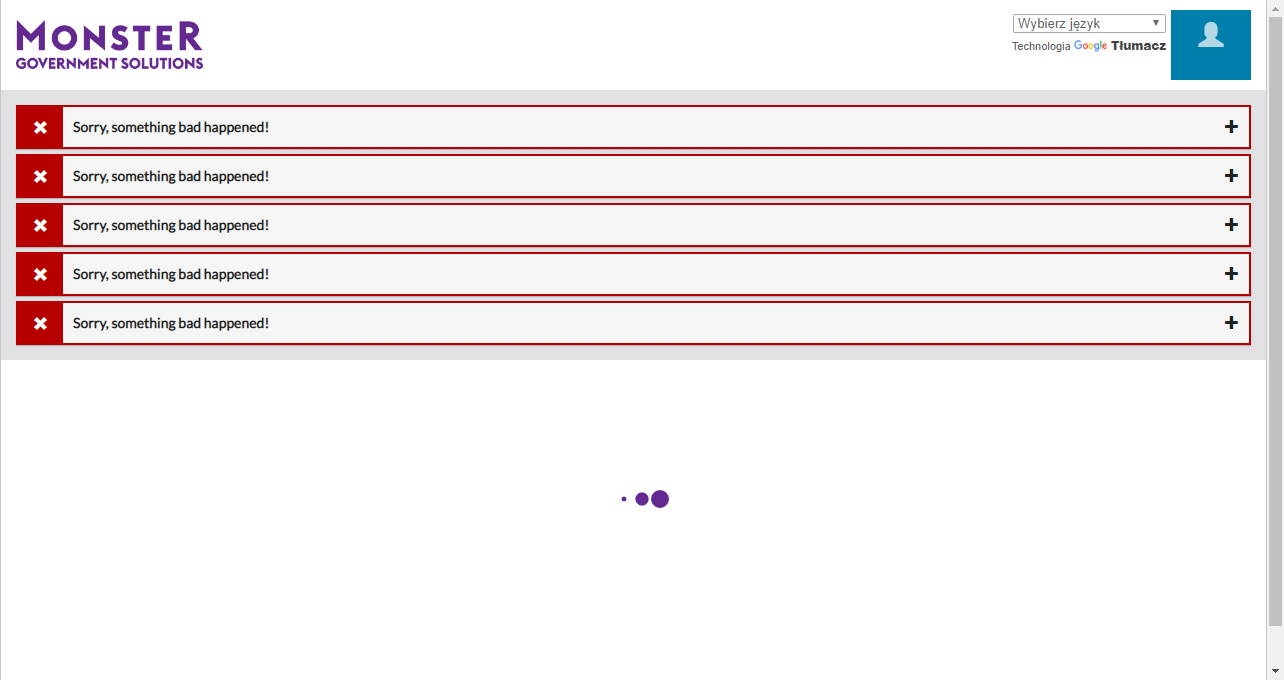 MONSTER
GOVERNMENT SOLUTIONS
Wybierz język
Technologia Google Tłumacz
Sorry, something bad happened!
Sorry, something bad happened!
Sorry, something bad happened!
Sorry, something bad happened!
Sorry, something bad happened!